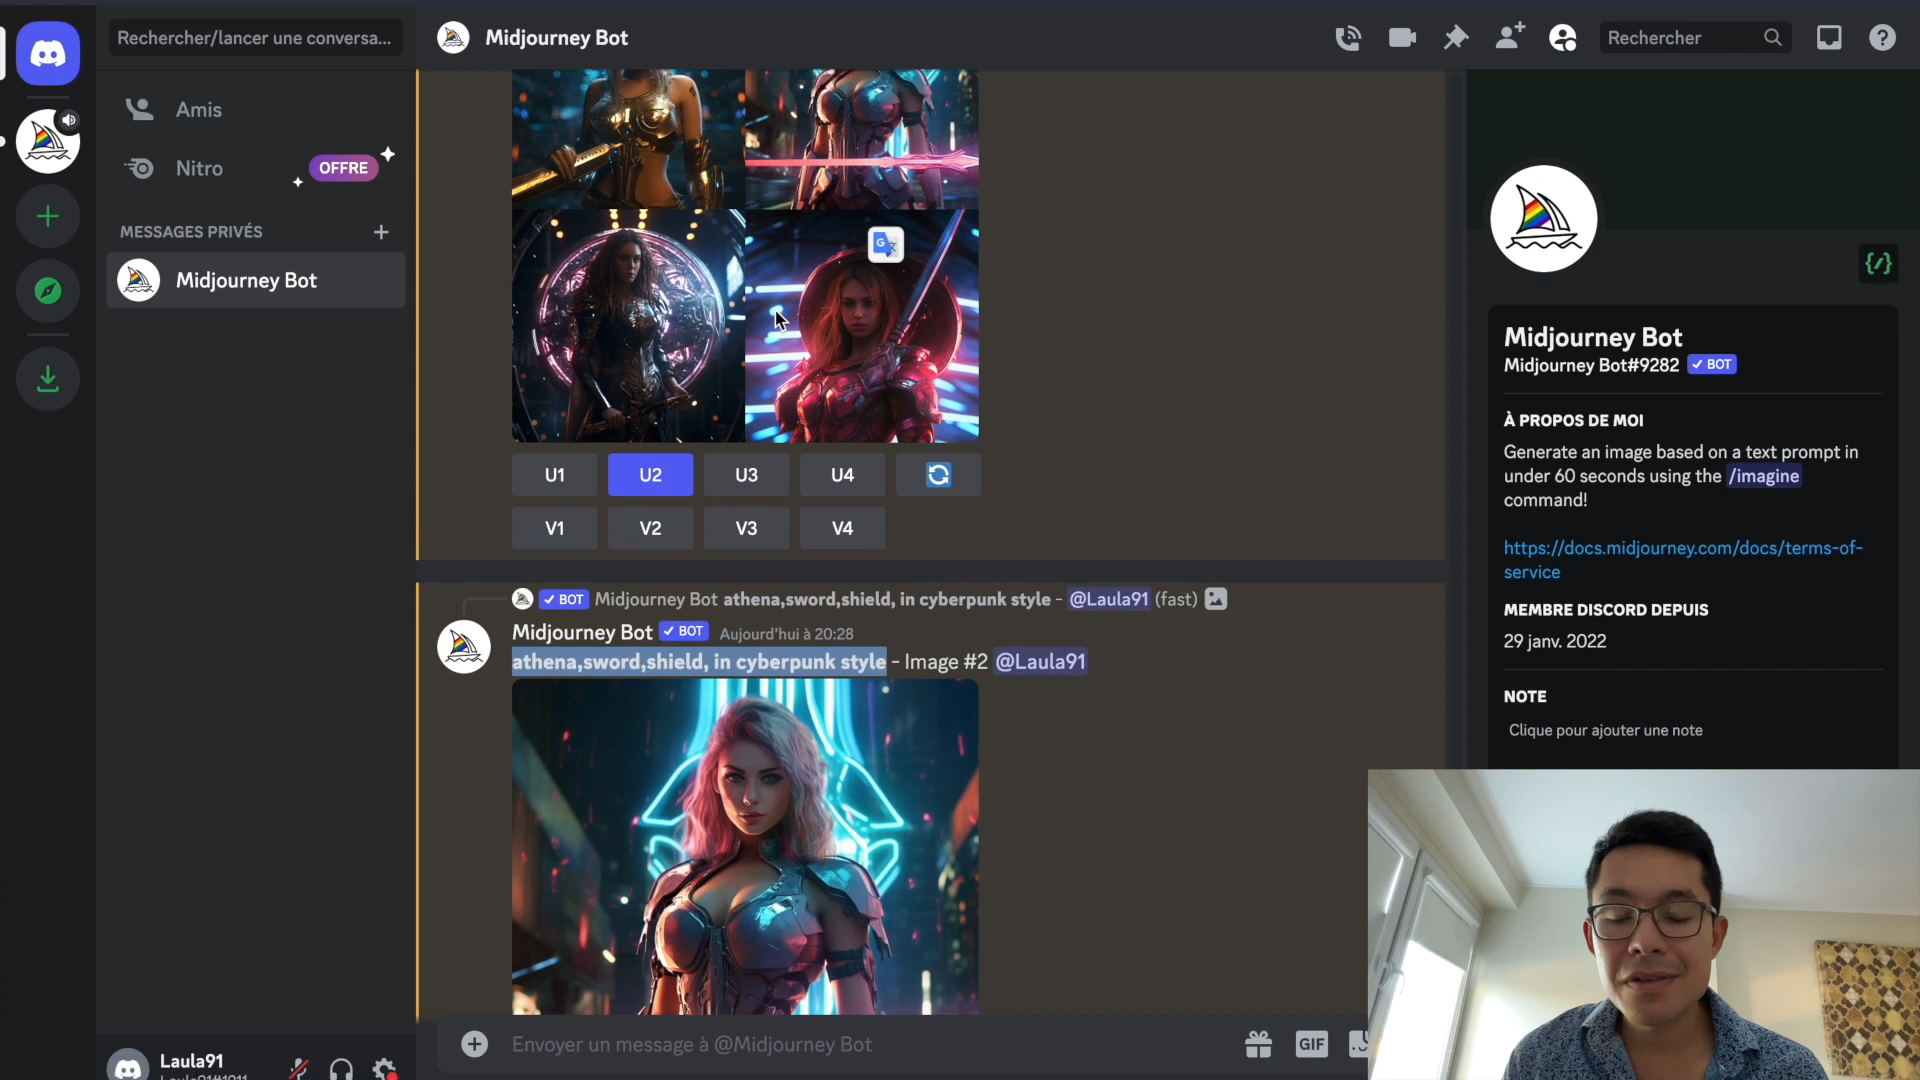 Rechercher/lancer une conversa...
Midjourney Bot
Rechercher
Amis
Nitro
OFFRE
MESSAGES PRIVÉS
Midjourney Bot
U1 U2 U3 U4
V1 V2 V3 V4
BOT Midjourney Bot athena,sword,shield, in cyberpunk style - @Laula91 (fast)
Midjourney Bot BOT Aujourd'hui à 20:28
athena,sword,shield, in cyberpunk style - Image #2 @Laula91
Envoyer un message à @Midjourney Bot
GIF
Laula91
Laula91#1911
Midjourney Bot
Midjourney Bot#9282 BOT
À PROPOS DE MOI
Generate an image based on a text prompt in
under 60 seconds using the /imagine
command!
https://docs.midjourney.com/docs/terms-of-
service
MEMBRE DISCORD DEPUIS
29 janv. 2022
NOTE
Clique pour ajouter une note